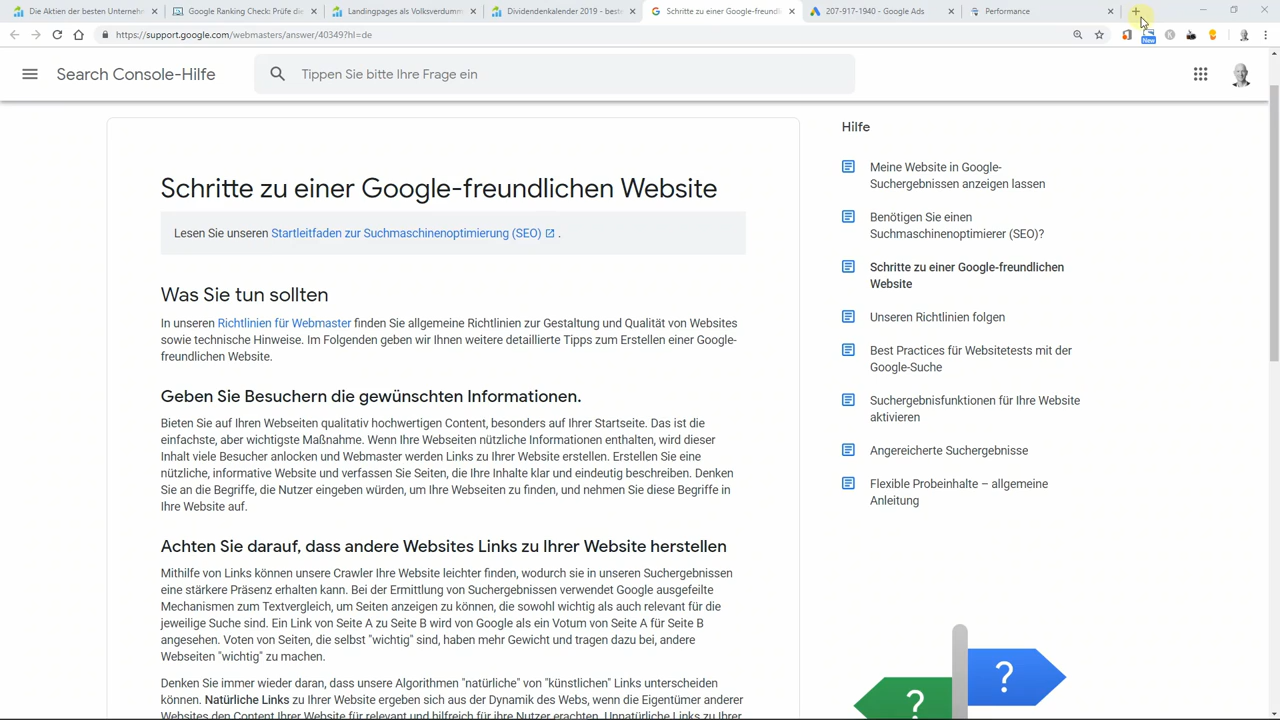 Die Aktien der besten Unternehm
Google Ranking Check: Prüfe die
Landingpages als Volksverdumm
Dividendenkalender 2019 - beste
Schritte zu einer Google-freundli
207-917-1940 - Google Ads
Performance
https://support.google.com/webmasters/answer/40349?hl=de
New
Search Console-Hilfe
Tippen Sie bitte Ihre Frage ein
Schritte zu einer Google-freundlichen Website
Lesen Sie unseren Startleitfaden zur Suchmaschinenoptimierung (SEO) .
Was Sie tun sollten
In unseren Richtlinien für Webmaster finden Sie allgemeine Richtlinien zur Gestaltung und Qualität von Websites
sowie technische Hinweise. Im Folgenden geben wir Ihnen weitere detaillierte Tipps zum Erstellen einer Google-
freundlichen Website.
Geben Sie Besuchern die gewünschten Informationen.
Bieten Sie auf Ihren Webseiten qualitativ hochwertigen Content, besonders auf Ihrer Startseite. Das ist die
einfachste, aber wichtigste Maßnahme. Wenn Ihre Webseiten nützliche Informationen enthalten, wird dieser
Inhalt viele Besucher anlocken und Webmaster werden Links zu Ihrer Website erstellen. Erstellen Sie eine
nützliche, informative Website und verfassen Sie Seiten, die Ihre Inhalte klar und eindeutig beschreiben. Denken
Sie an die Begriffe, die Nutzer eingeben würden, um Ihre Webseiten zu finden, und nehmen Sie diese Begriffe in
Ihre Website auf.
Achten Sie darauf, dass andere Websites Links zu Ihrer Website herstellen
Mithilfe von Links können unsere Crawler Ihre Website leichter finden, wodurch sie in unseren Suchergebnissen
eine stärkere Präsenz erhalten kann. Bei der Ermittlung von Suchergebnissen verwendet Google ausgefeilte
Mechanismen zum Textvergleich, um Seiten anzeigen zu können, die sowohl wichtig als auch relevant für die
jeweilige Suche sind. Ein Link von Seite A zu Seite B wird von Google als ein Votum von Seite A für Seite B
angesehen. Voten von Seiten, die selbst "wichtig" sind, haben mehr Gewicht und tragen dazu bei, andere
Webseiten "wichtig" zu machen.
Denken Sie immer wieder daran, dass unsere Algorithmen "natürliche" von "künstlichen" Links unterscheiden
können. Natürliche Links zu Ihrer Website ergeben sich aus der Dynamik des Webs, wenn die Eigentümer anderer
Websites den Content Ihrer Website für relevant und hilfreich für ihre Nutzer erachten. Unnatürliche Links zu Ihrer
Hilfe
Meine Website in Google-
Suchergebnissen anzeigen lassen
Benötigen Sie einen
Suchmaschinenoptimierer (SEO)?
Schritte zu einer Google-freundlichen
Website
Unseren Richtlinien folgen
Best Practices für Websitetests mit der
Google-Suche
Suchergebnisfunktionen für Ihre Website
aktivieren
Angereicherte Suchergebnisse
Flexible Probeinhalte – allgemeine
Anleitung
?
?